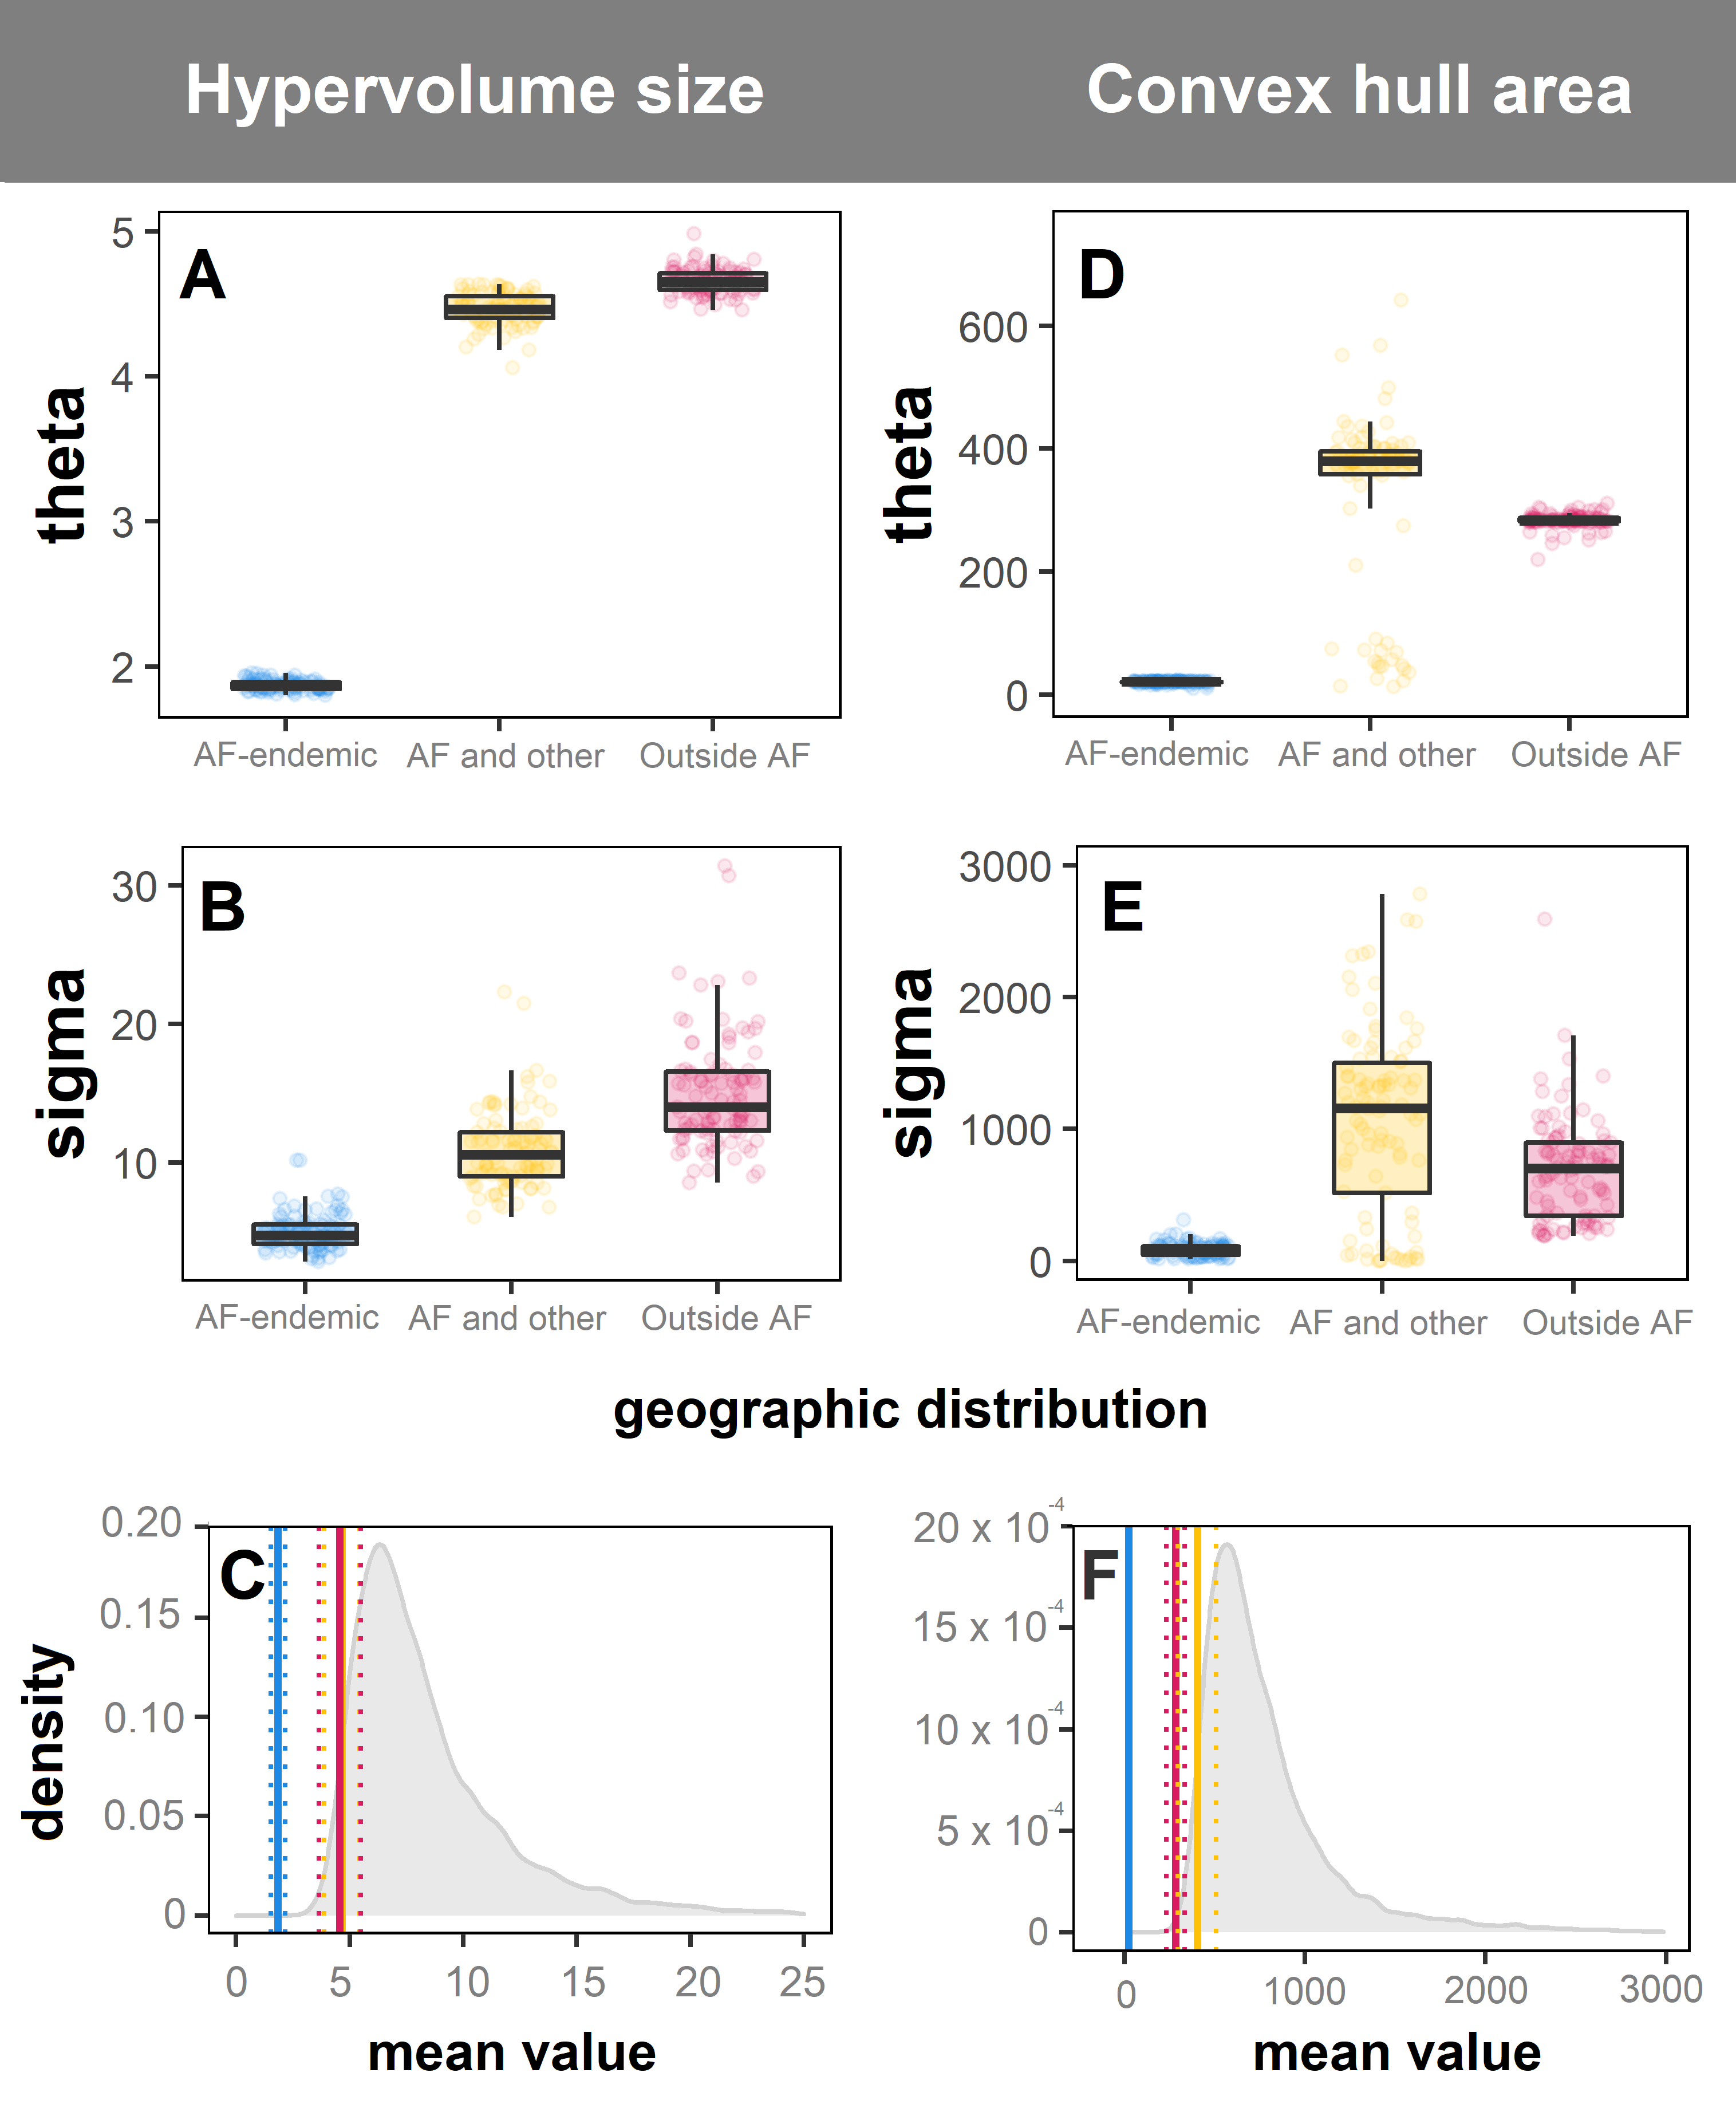 Hypervolume size
Convex hull area
A
theta
5
4
3
2
AF-endemic AF and other Outside AF
D
theta
600
400
200
0
AF-endemic AF and other Outside AF
B
sigma
30
20
10
AF-endemic AF and other Outside AF
E
sigma
3000
2000
1000
0
AF-endemic AF and other Outside AF
geographic distribution
C
density
0.20
0.15
0.10
0.05
0
0 5 10 15 20 25
mean value
F
20 x 10-4
15 x 10-4
10 x 10-4
5 x 10-4
0
0 1000 2000 3000
mean value